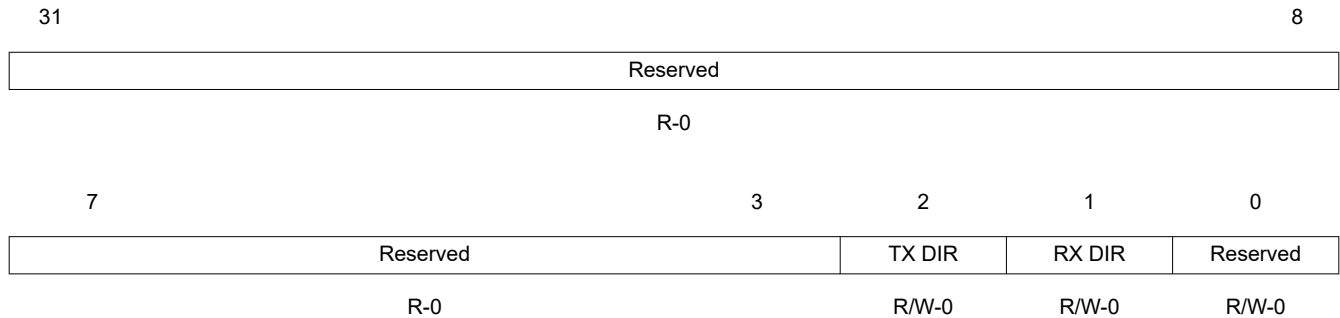 31 8
Reserved
R-0
7 3 2 1 0
Reserved TX DIR RX DIR Reserved
R-0 R/W-0 R/W-0 R/W-0